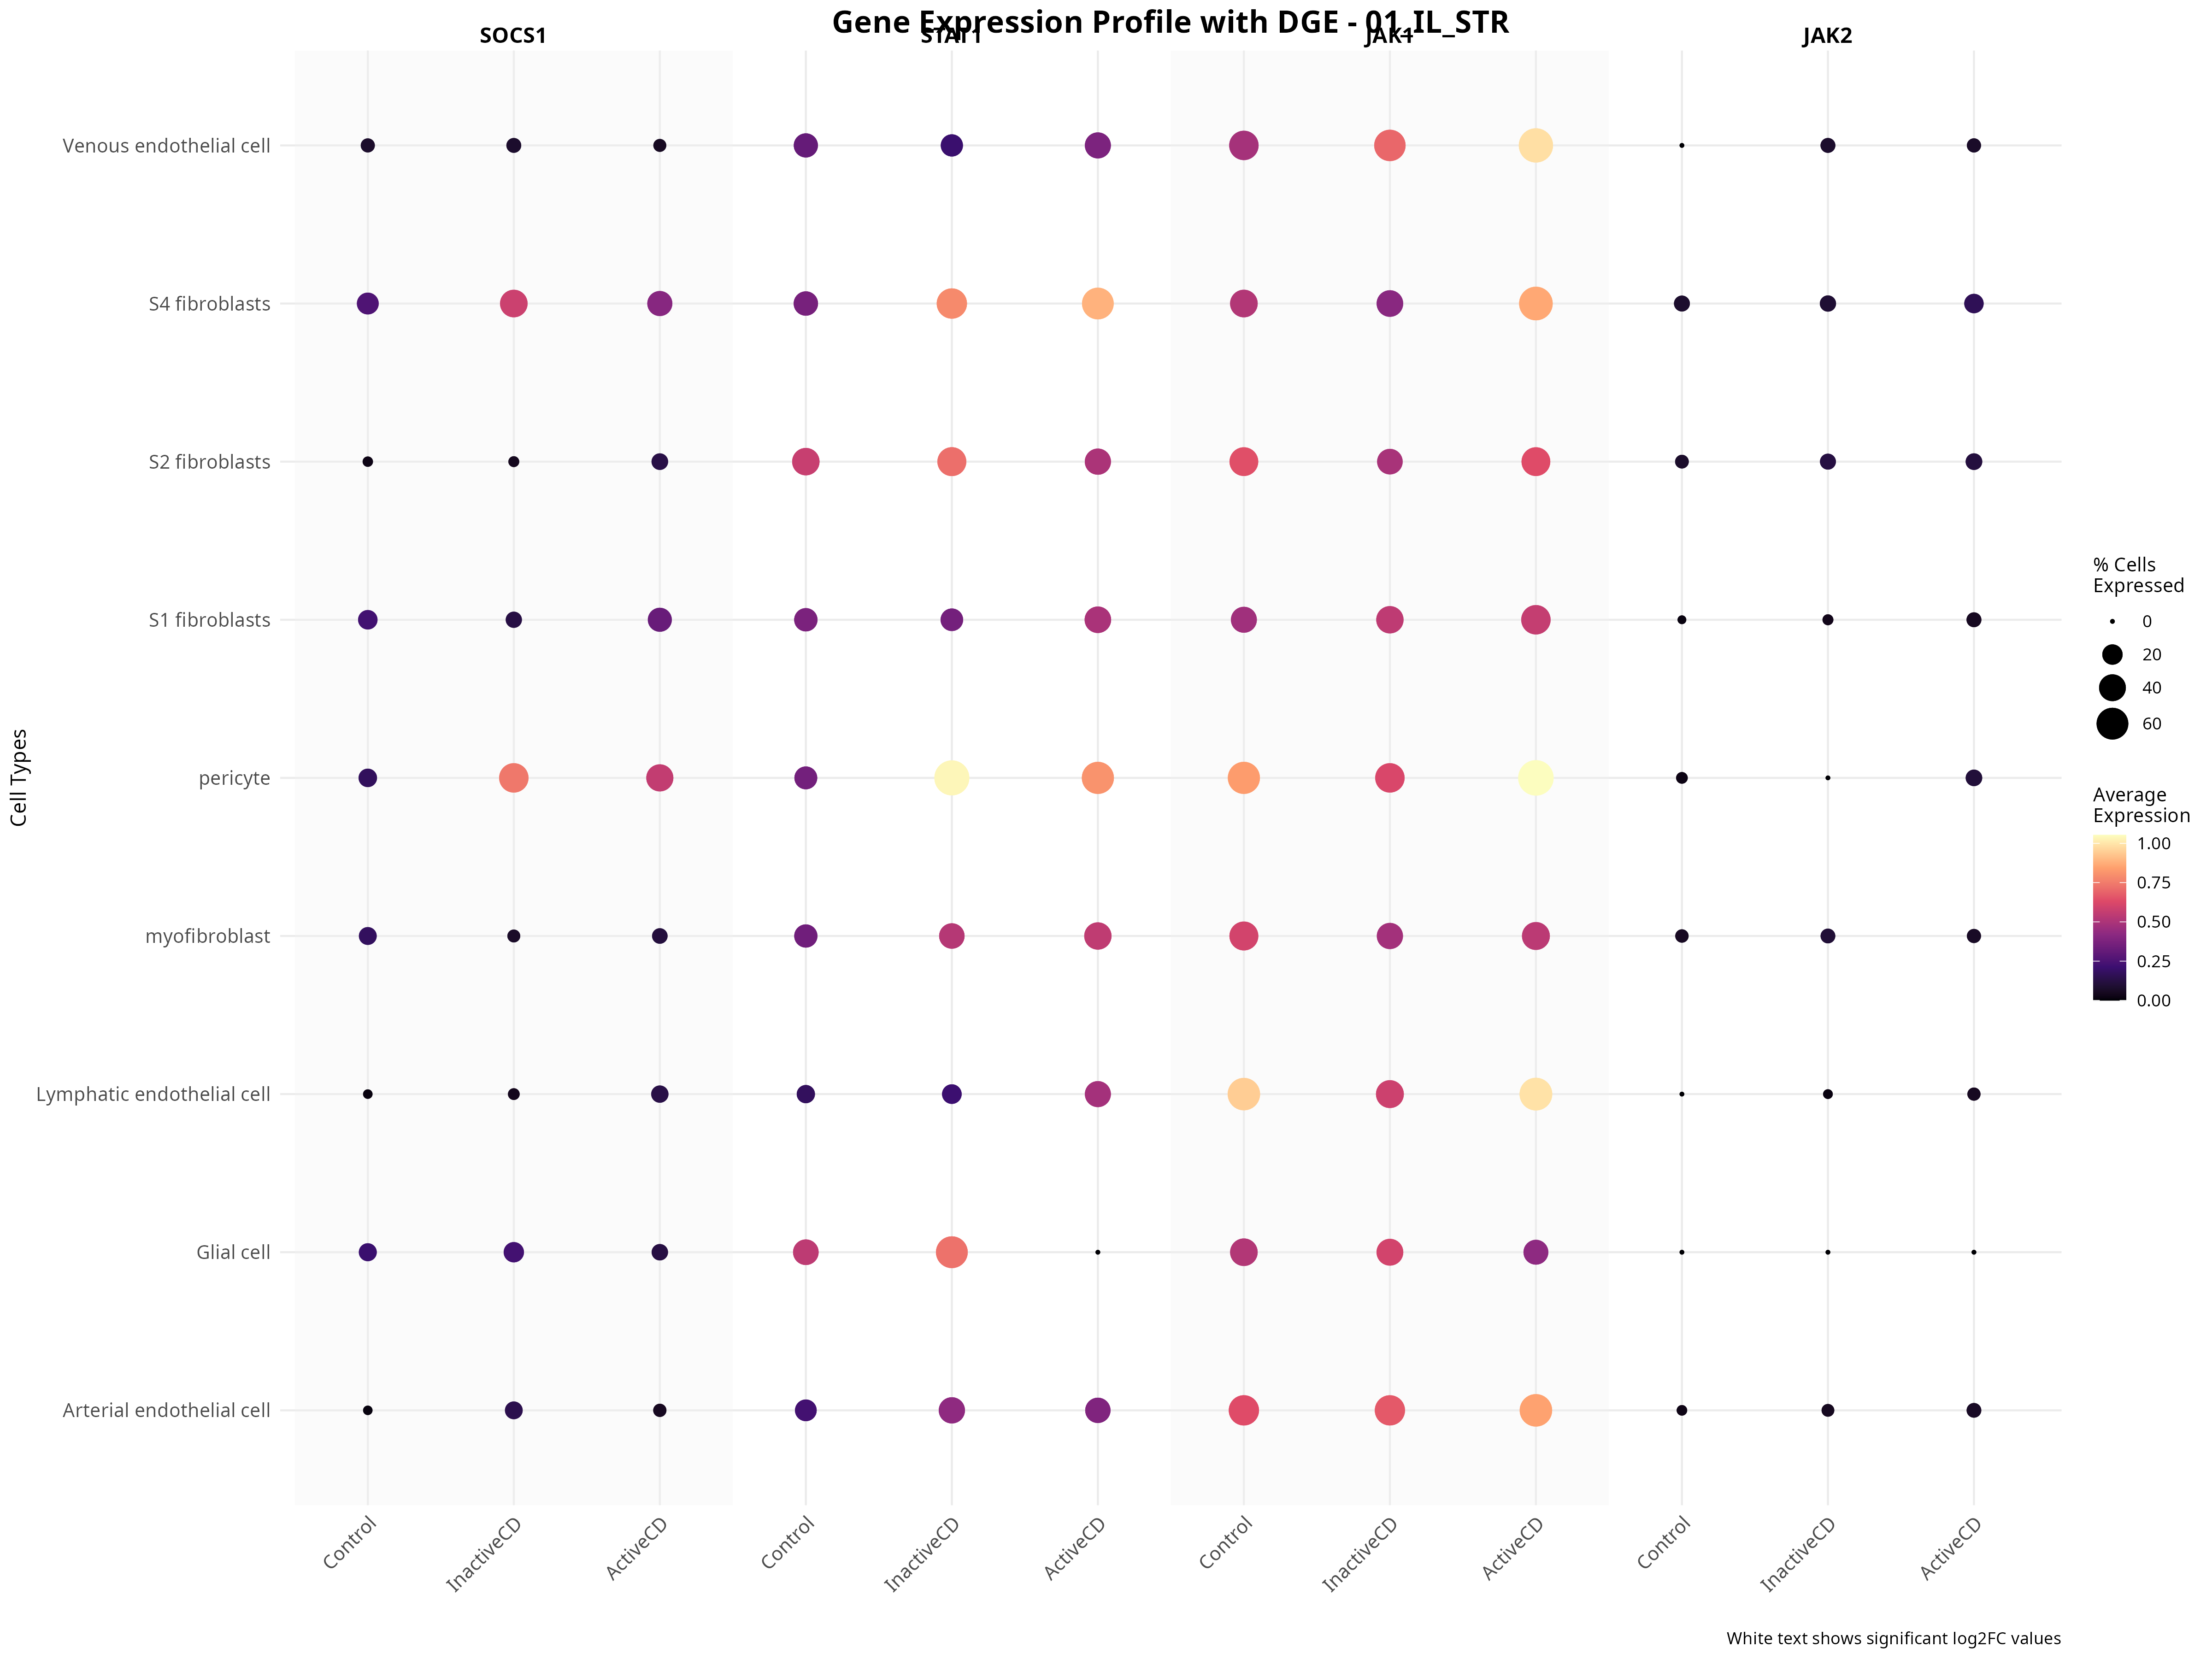 Gene Expression Profile with DGE - 01_IL_STR
SOCS1 STAT1 JAK1 JAK2
Venous endothelial cell
S4 fibroblasts
S2 fibroblasts
S1 fibroblasts
pericyte
myofibroblast
Lymphatic endothelial cell
Glial cell
Arterial endothelial cell
Cell Types
Control InactiveCD ActiveCD Control InactiveCD ActiveCD Control InactiveCD ActiveCD Control InactiveCD ActiveCD
% Cells
Expressed
0
20
40
60
Average
Expression
1.00
0.75
0.50
0.25
0.00
White text shows significant log2FC values